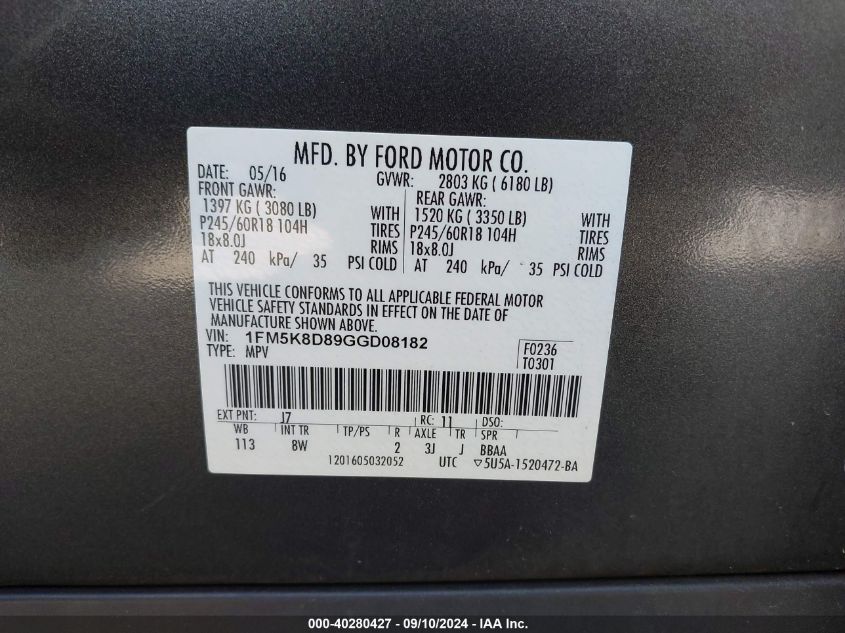 MFD. BY FORD MOTOR CO.
DATE: 05/16 GVWR: 2803 KG ( 6180 LB)
FRONT GAWR: REAR GAWR:
1397 KG ( 3080 LB) WITH 1520 KG ( 3350 LB) WITH
P245/60R18 104H TIRES P245/60R18 104H TIRES
18x8.0J RIMS 18x8.0J RIMS
AT 240 kPa/ 35 PSI COLD AT 240 kPa/ 35 PSI COLD
THIS VEHICLE CONFORMS TO ALL APPLICABLE FEDERAL MOTOR
VEHICLE SAFETY STANDARDS IN EFFECT ON THE DATE OF
MANUFACTURE SHOWN ABOVE.
VIN: 1FM5K8D89GGD08182
TYPE: MPV
F0236
T0301
EXT PNT: J7 RC: 11 DSO:
WB INT TR TP/PS R AXLE TR SPR
113 8W 2 3J J BBAA
1201605032052 UTC ▽5U5A-1520472-BA
000-40280427 - 09/10/2024 - IAA Inc.